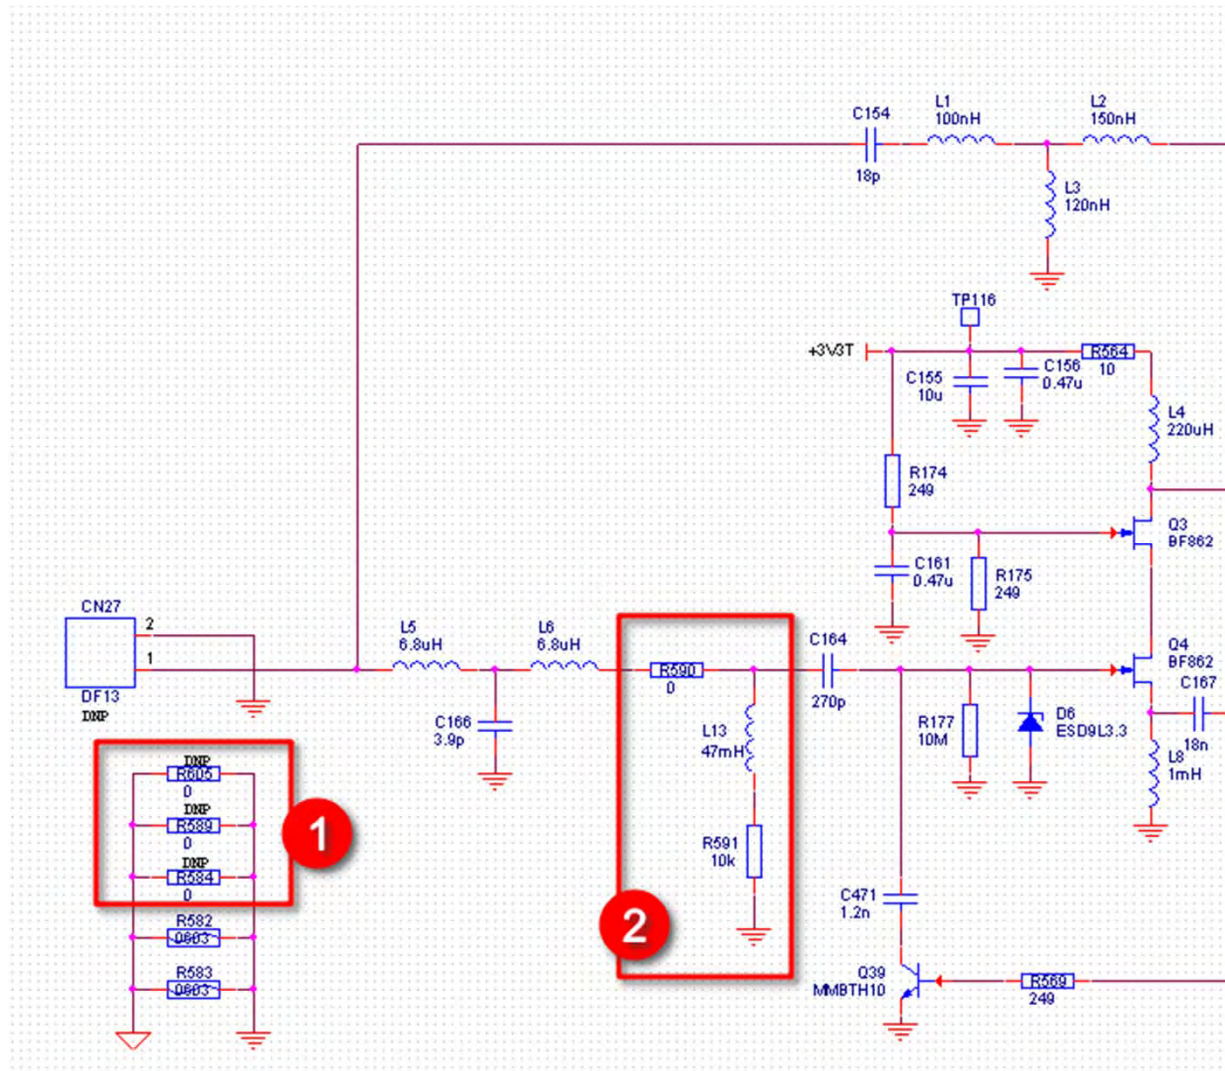 C154
18p
L1
100nH
L2
150nH
L3
120nH
TP116
+3V3T
R564
10
C155
10u
C156
0.47u
L4
220uH
R174
249
Q3
BF862
C161
0.47u
R175
249
CN27
2
1
DF13
DNP
L5
6.8uH
L6
6.8uH
R590
0
C164
270p
Q4
BF862
C167
18n
C166
3.9p
L13
47mH
R177
10M
D6
ESD9L3.3
L8
1mH
DNP
R605
0
DNP
R589
0
DNP
R584
0
1
R591
10k
R582
0603
R583
0603
2
C471
1.2n
Q39
MMBTH10
R569
249